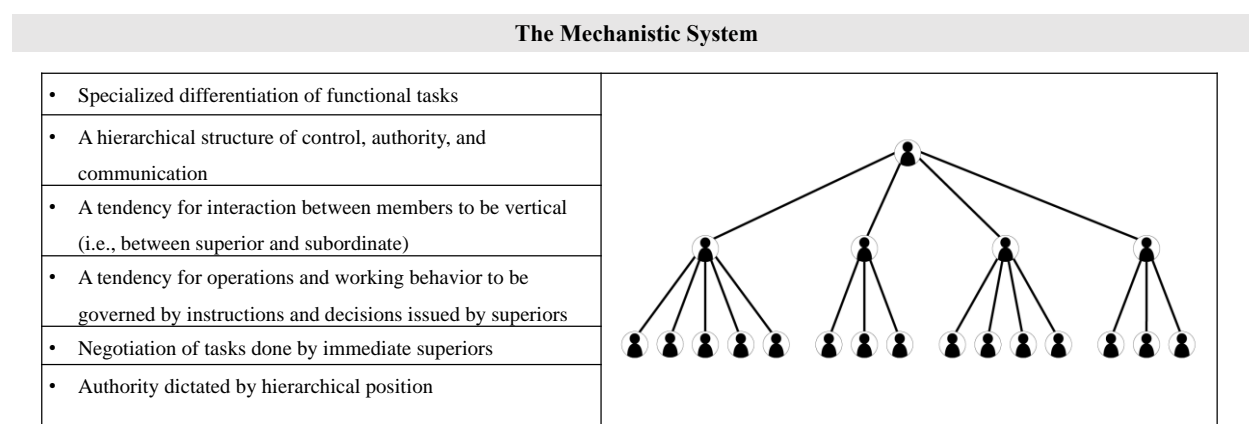 The Mechanistic System
• Specialized differentiation of functional tasks
• A hierarchical structure of control, authority, and
communication
• A tendency for interaction between members to be vertical
(i.e., between superior and subordinate)
• A tendency for operations and working behavior to be
governed by instructions and decisions issued by superiors
• Negotiation of tasks done by immediate superiors
• Authority dictated by hierarchical position